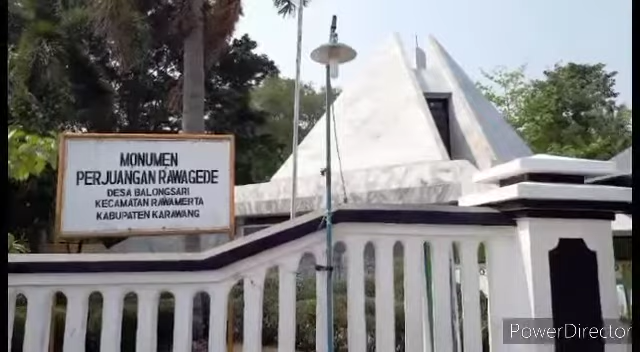 MONUMEN
PERJUANGAN RAWAGEDE
DESA BALONGSARI
KECAMATAN RAWAMERTA
KABUPATEN KARAWANG
PowerDirector